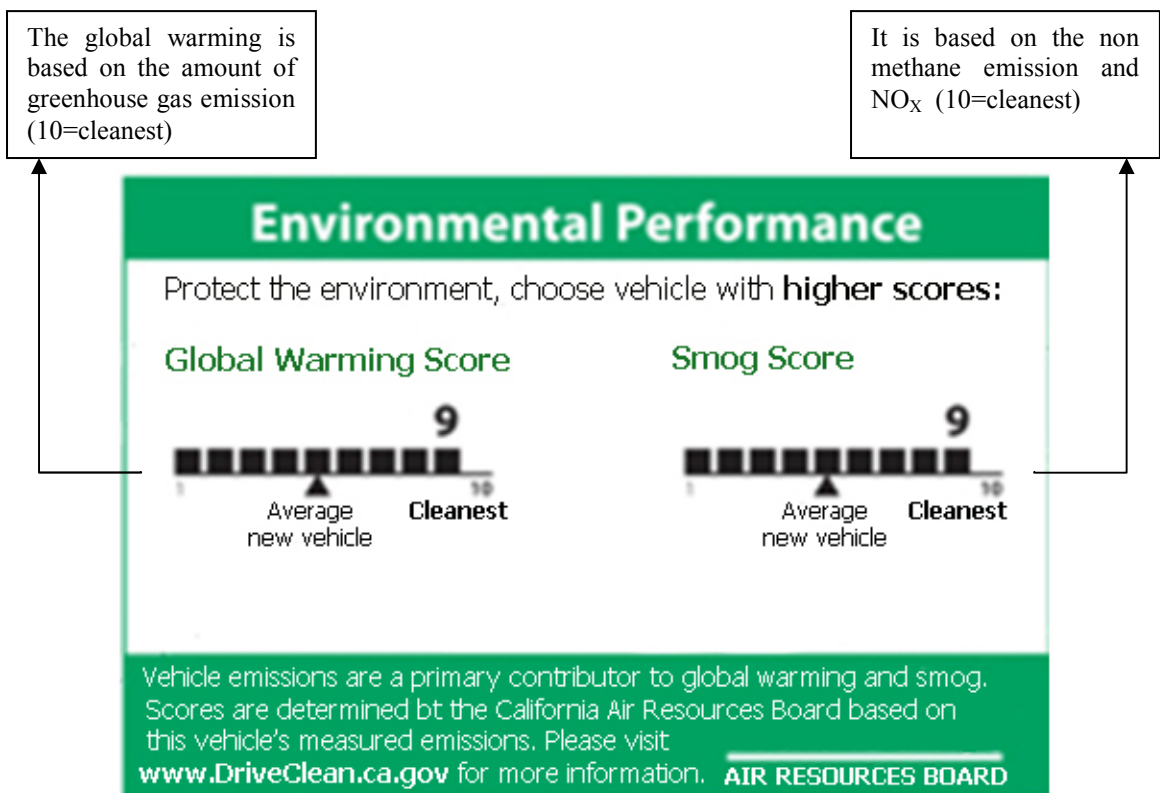 The global warming is
based on the amount of
greenhouse gas emission
(10=cleanest)
It is based on the non
methane emission and
NOX (10=cleanest)
Environmental Performance
Protect the environment, choose vehicle with higher scores:
Global Warming Score
9
1
10
Average
new vehicle
Cleanest
Smog Score
9
1
10
Average
new vehicle
Cleanest
Vehicle emissions are a primary contributor to global warming and smog.
Scores are determined bt the California Air Resources Board based on
this vehicle's measured emissions. Please visit
www.DriveClean.ca.gov for more information.
AIR RESOURCES BOARD